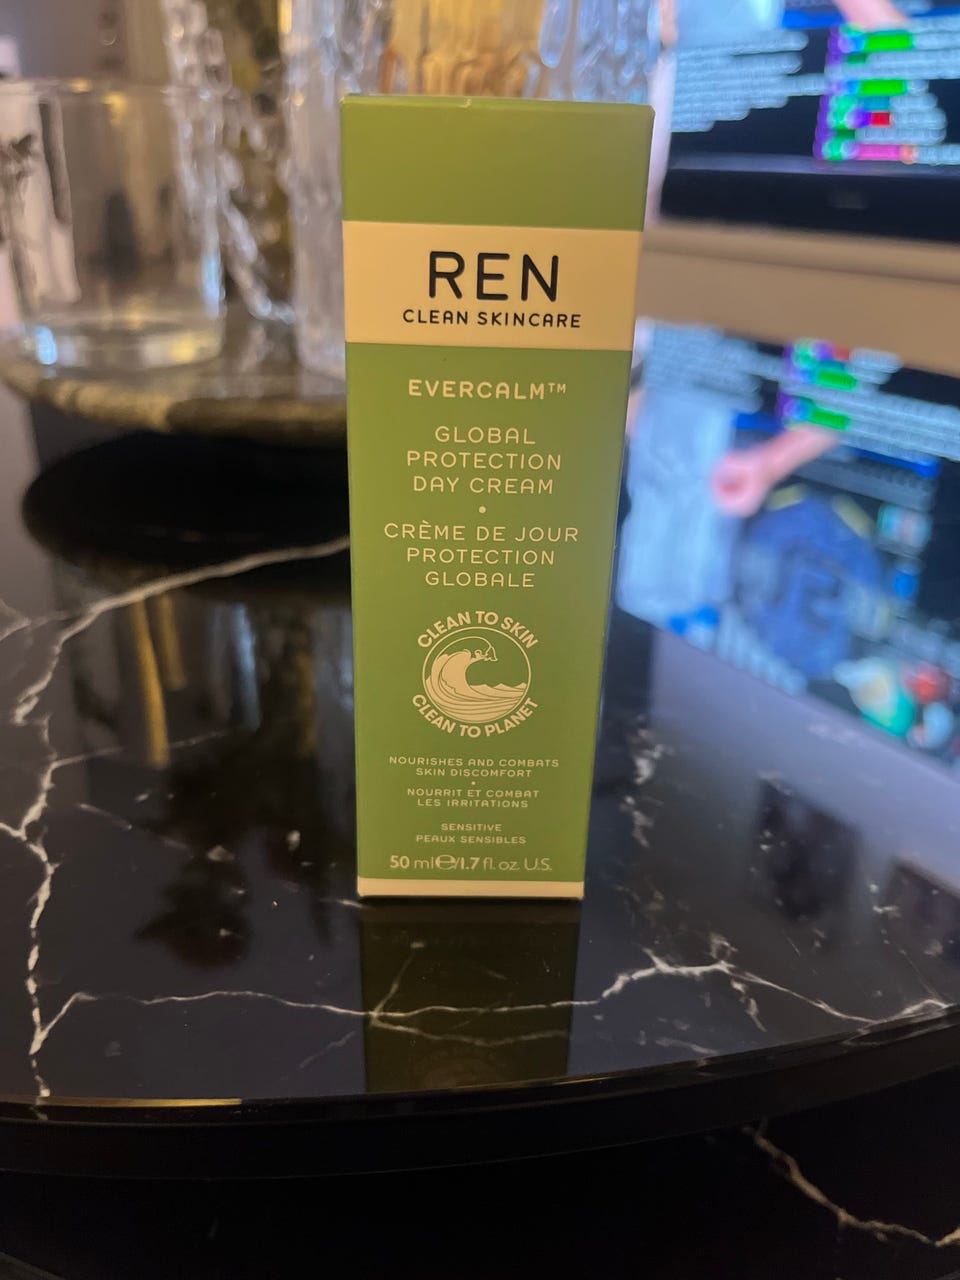 REN
CLEAN SKINCARE
EVERCALM™
GLOBAL
PROTECTION
DAY CREAM
•
CRÈME DE JOUR
PROTECTION
GLOBALE
CLEAN TO SKIN
CLEAN TO PLANET
NOURISHES AND COMBATS
SKIN DISCOMFORT
•
NOURRIT ET COMBAT
LES IRRITATIONS
SENSITIVE
PEAUX SENSIBLES
50 ml℮/1.7 fl. oz. U.S.